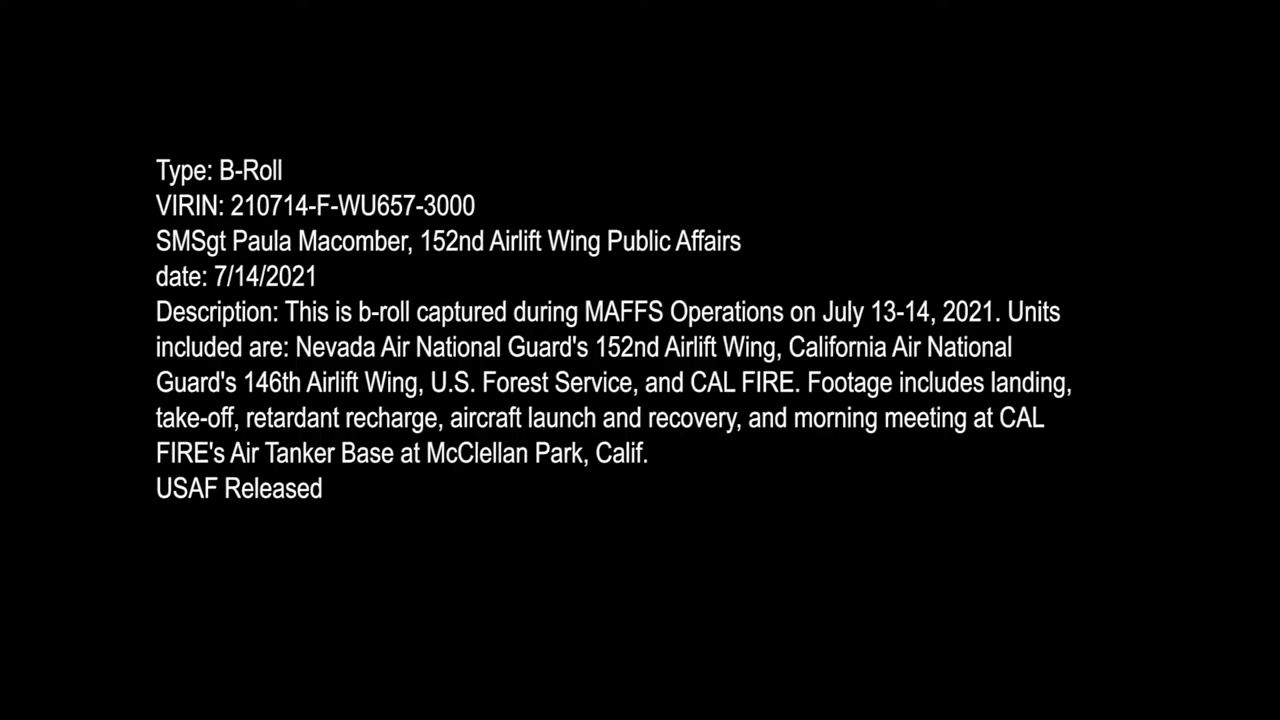 Type: B-Roll
VIRIN: 210714-F-WU657-3000
SMSgt Paula Macomber, 152nd Airlift Wing Public Affairs
date: 7/14/2021
Description: This is b-roll captured during MAFFS Operations on July 13-14, 2021. Units
included are: Nevada Air National Guard's 152nd Airlift Wing, California Air National
Guard's 146th Airlift Wing, U.S. Forest Service, and CAL FIRE. Footage includes landing,
take-off, retardant recharge, aircraft launch and recovery, and morning meeting at CAL
FIRE's Air Tanker Base at McClellan Park, Calif.
USAF Released